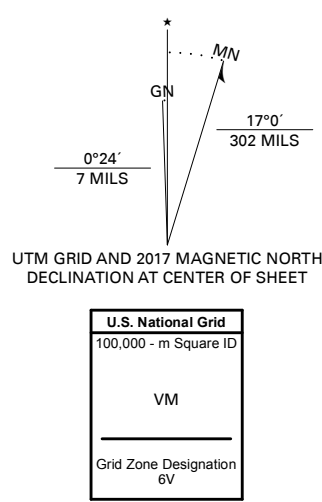 ★
MN
GN
17°0´
302 MILS
0°24´
7 MILS
UTM GRID AND 2017 MAGNETIC NORTH
DECLINATION AT CENTER OF SHEET
U.S. National Grid
100,000 - m Square ID
VM
Grid Zone Designation
6V